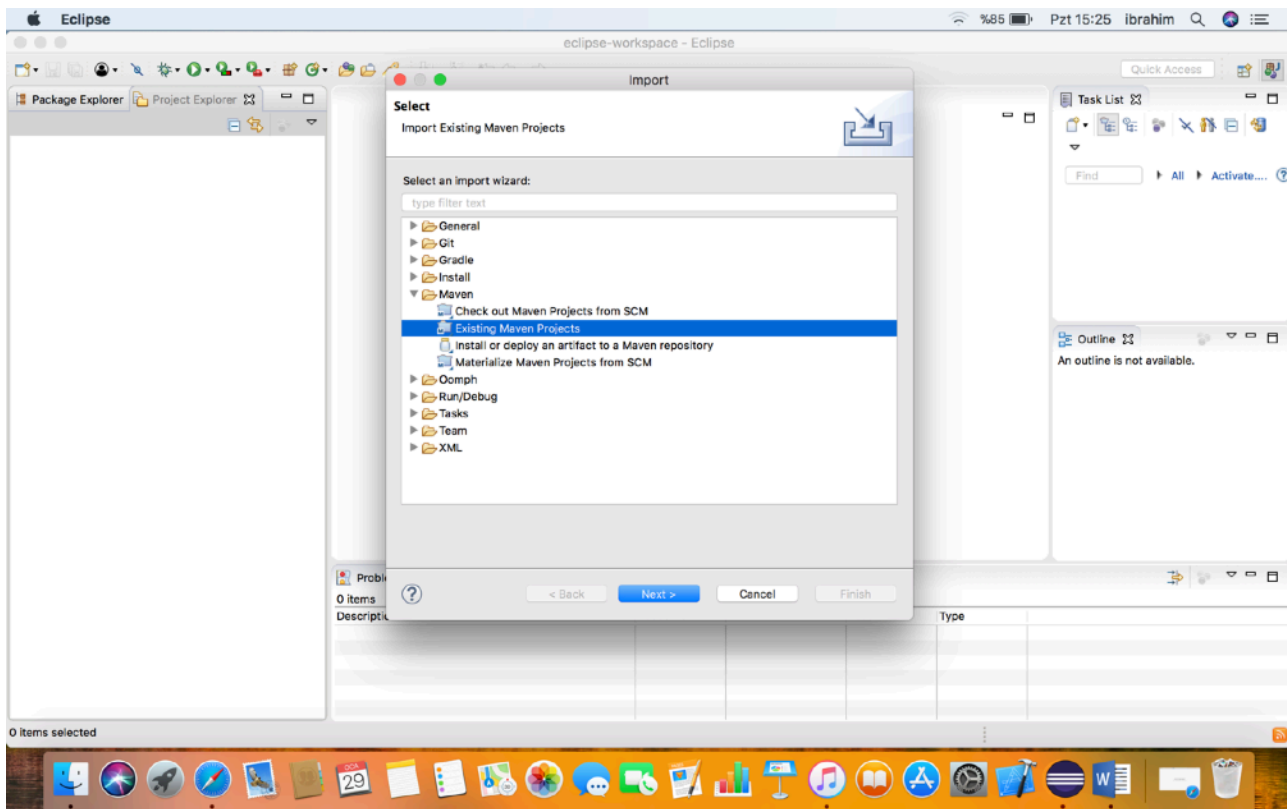 Eclipse
%85
Pzt 15:25
ibrahim
eclipse-workspace - Eclipse
Quick Access
Package Explorer
Project Explorer
Import
Select
Import Existing Maven Projects
Select an import wizard:
type filter text
General
Git
Gradle
Install
Maven
Check out Maven Projects from SCM
Existing Maven Projects
Install or deploy an artifact to a Maven repository
Materialize Maven Projects from SCM
Oomph
Run/Debug
Tasks
Team
XML
< Back
Next >
Cancel
Finish
Task List
Find
All
Activate....
Outline
An outline is not available.
Proble
0 items
Descriptio
Type
0 items selected
OCA
29
W